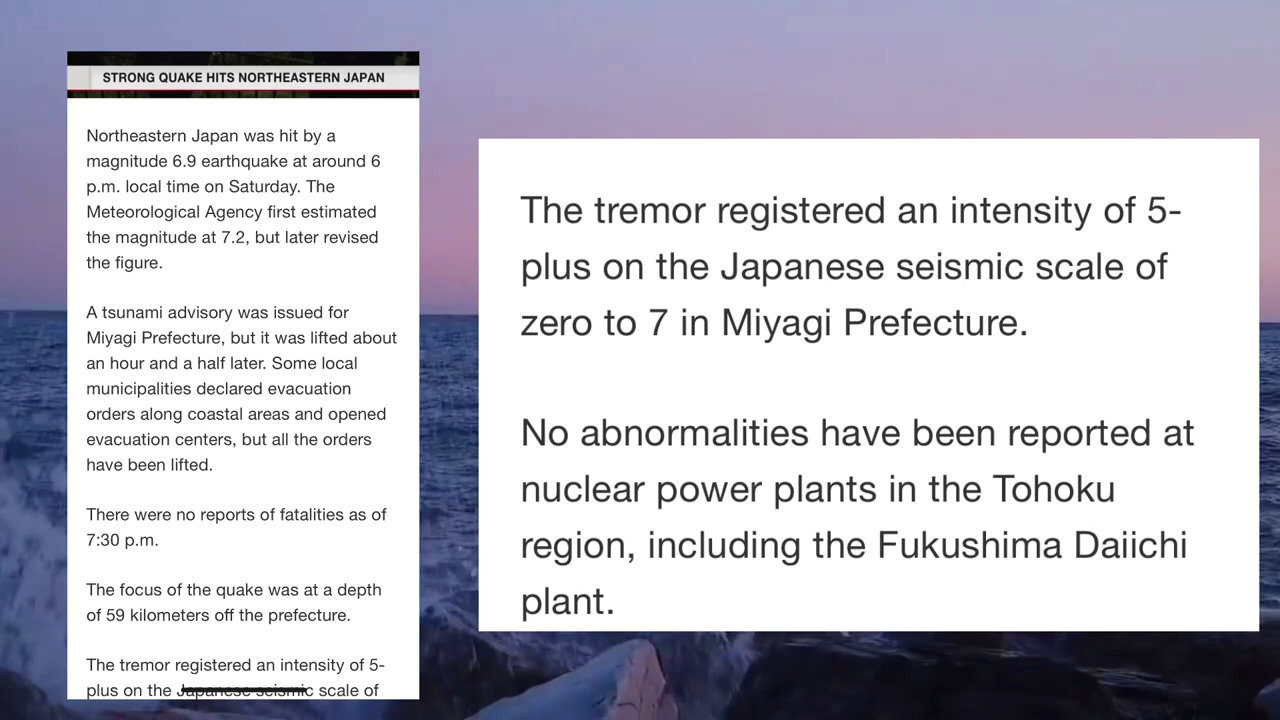 STRONG QUAKE HITS NORTHEASTERN JAPAN
Northeastern Japan was hit by a
magnitude 6.9 earthquake at around 6
p.m. local time on Saturday. The
Meteorological Agency first estimated
the magnitude at 7.2, but later revised
the figure.
A tsunami advisory was issued for
Miyagi Prefecture, but it was lifted about
an hour and a half later. Some local
municipalities declared evacuation
orders along coastal areas and opened
evacuation centers, but all the orders
have been lifted.
There were no reports of fatalities as of
7:30 p.m.
The focus of the quake was at a depth
of 59 kilometers off the prefecture.
The tremor registered an intensity of 5-
plus on the Japanese seismic scale of
The tremor registered an intensity of 5-
plus on the Japanese seismic scale of
zero to 7 in Miyagi Prefecture.
No abnormalities have been reported at
nuclear power plants in the Tohoku
region, including the Fukushima Daiichi
plant.